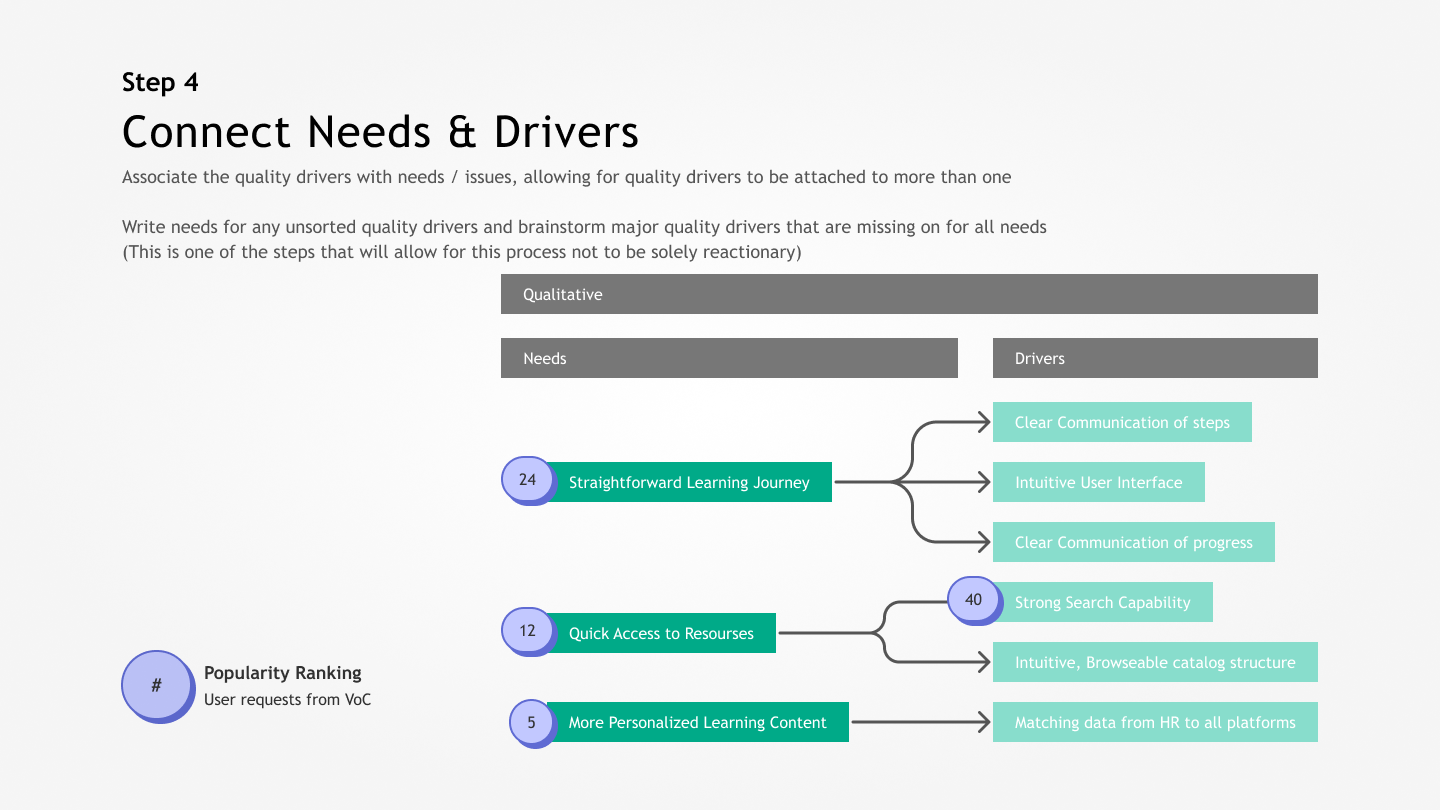 Step 4
Connect Needs & Drivers
Associate the quality drivers with needs / issues, allowing for quality drivers to be attached to more than one
Write needs for any unsorted quality drivers and brainstorm major quality drivers that are missing on for all needs
(This is one of the steps that will allow for this process not to be solely reactionary)
Qualitative
Needs
Drivers
Clear Communication of steps
24
Straightforward Learning Journey
Intuitive User Interface
Clear Communication of progress
40
Strong Search Capability
12
Quick Access to Resourses
Intuitive, Browseable catalog structure
5
More Personalized Learning Content
Matching data from HR to all platforms
#
Popularity Ranking
User requests from VoC